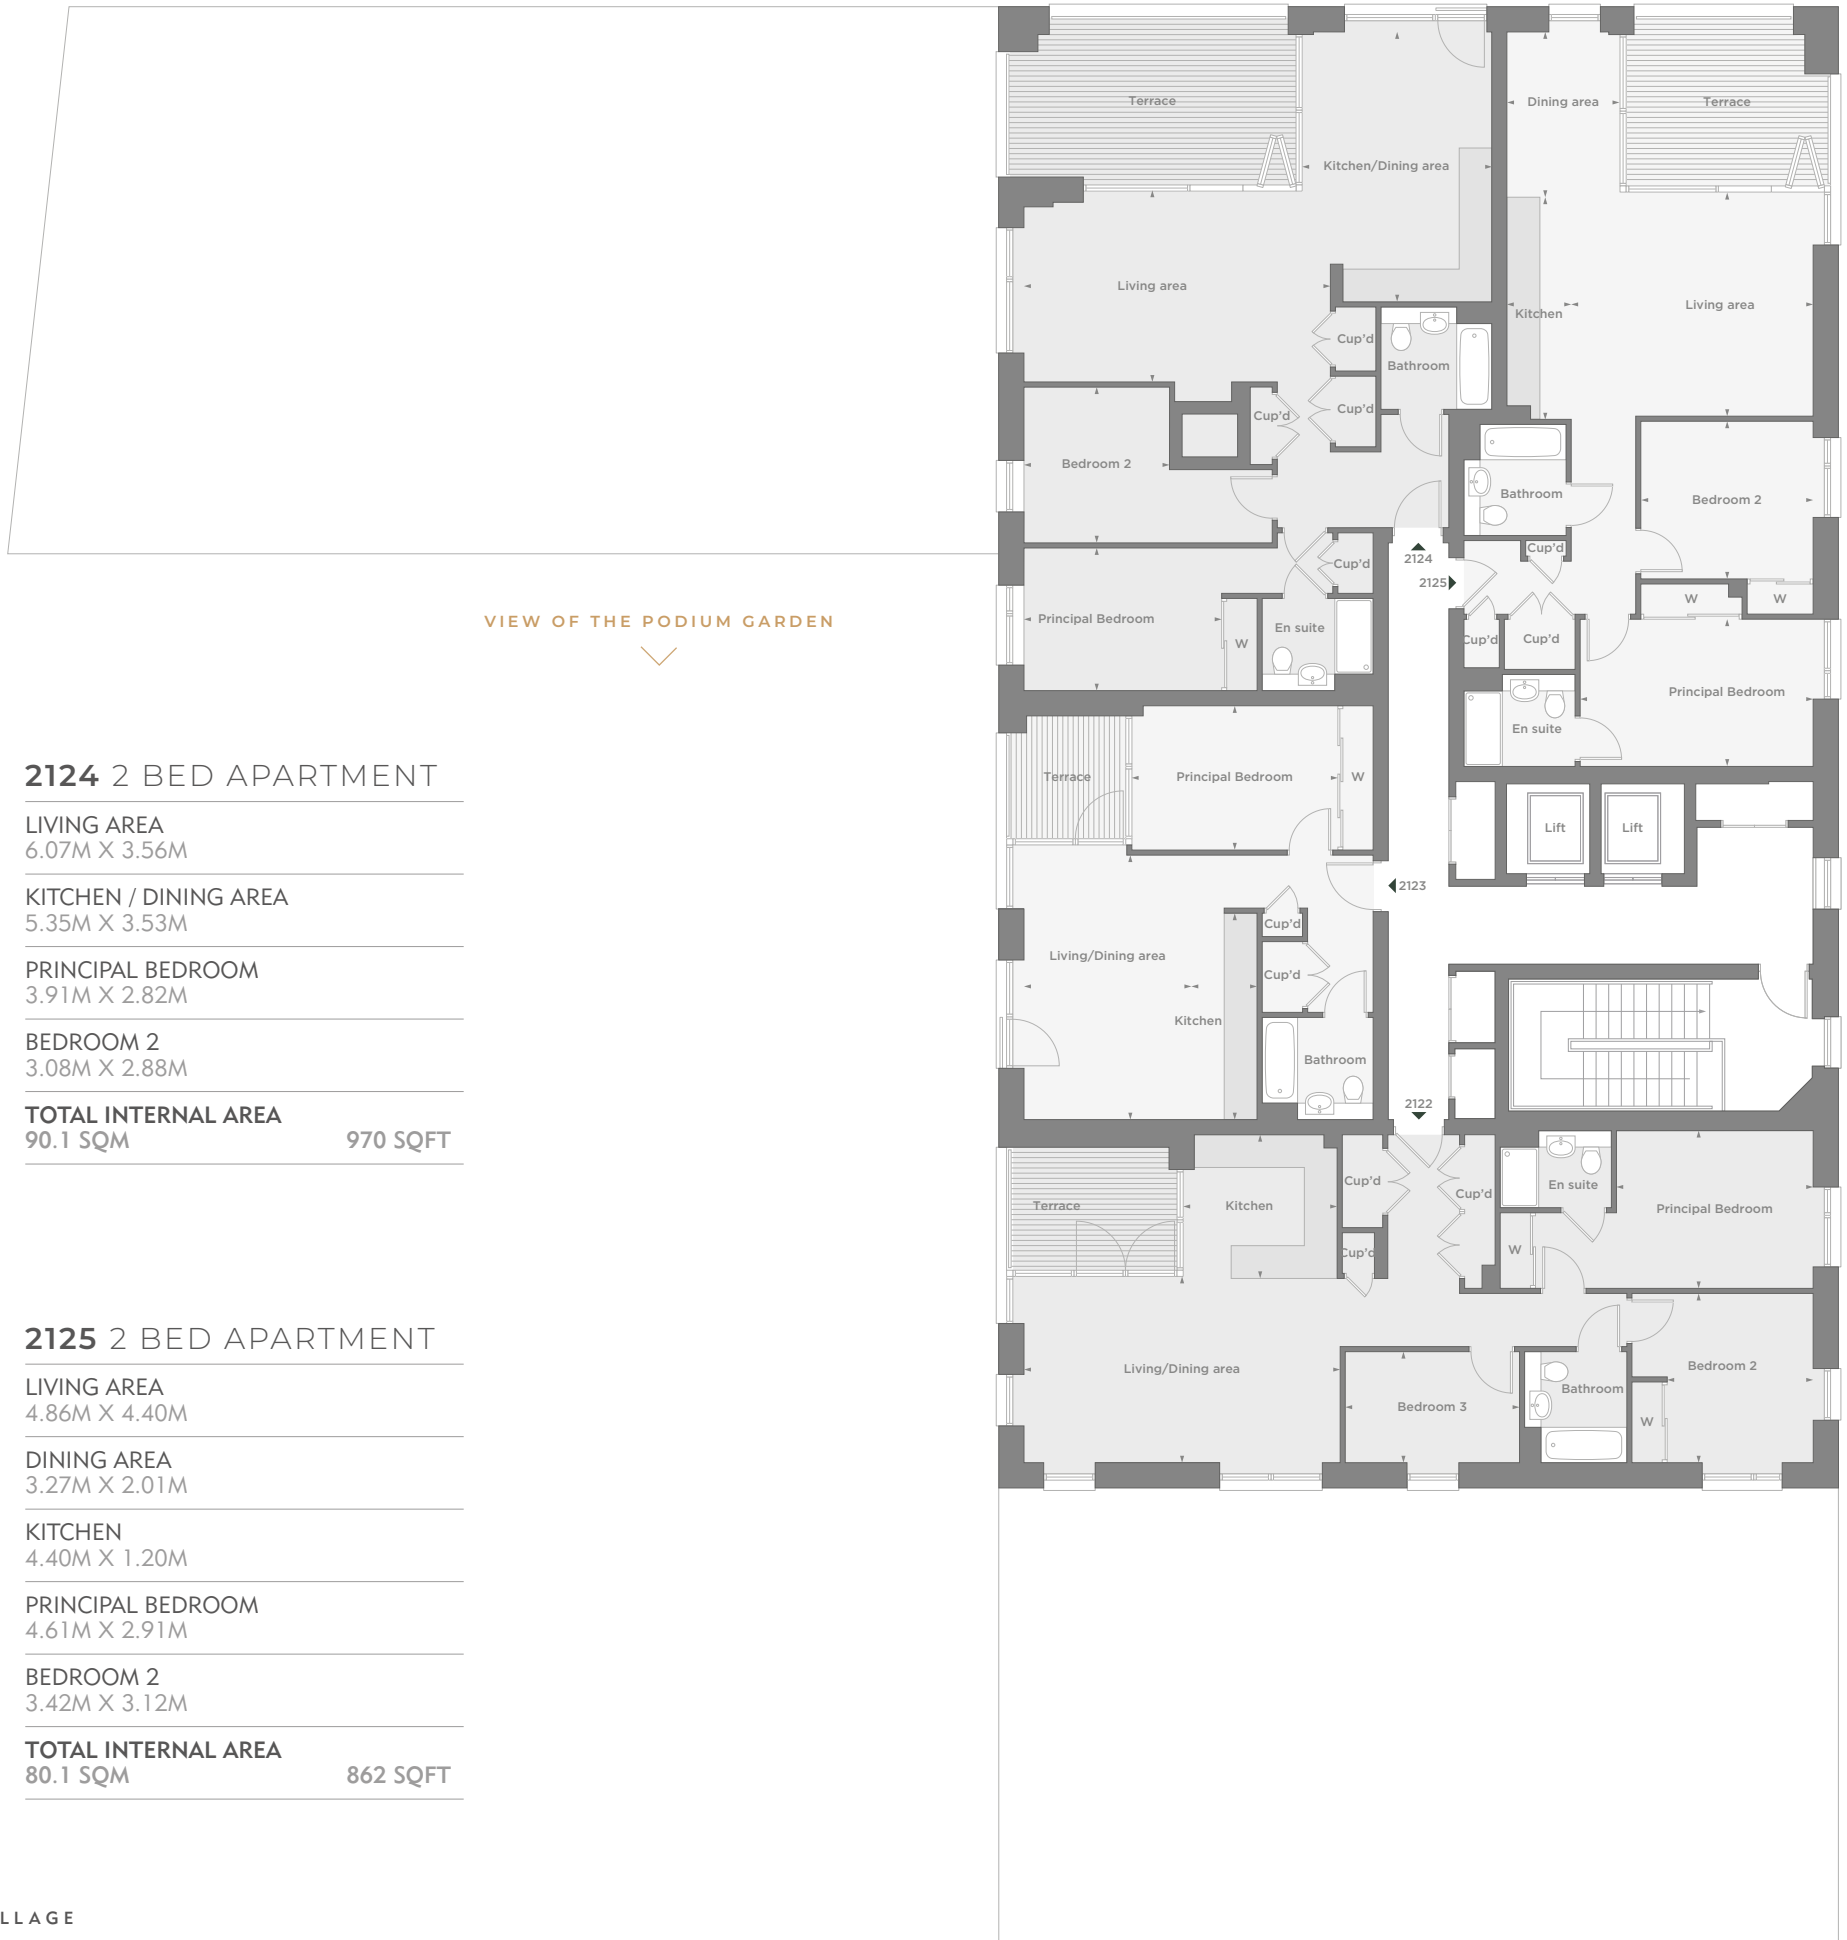 Terrace
Dining area
Terrace
Kitchen/Dining area
Living area
Living area
Kitchen
Cup'd
Bathroom
Cup'd
Cup'd
Bedroom 2
Bathroom
Bedroom 2
Cup'd
2124
2125
Cup'd
W
W
VIEW OF THE PODIUM GARDEN
Principal Bedroom
En suite
W
Cup'd
Cup'd
Principal Bedroom
En suite
Terrace
Principal Bedroom
W
Lift
Lift
2123
Cup'd
Living/Dining area
Cup'd
Kitchen
Bathroom
2122
Cup'd
Cup'd
En suite
Terrace
Kitchen
Principal Bedroom
Cup'd
W
Living/Dining area
Bedroom 2
Bathroom
Bedroom 3
W
2124 2 BED APARTMENT
LIVING AREA
6.07M X 3.56M
KITCHEN / DINING AREA
5.35M X 3.53M
PRINCIPAL BEDROOM
3.91M X 2.82M
BEDROOM 2
3.08M X 2.88M
TOTAL INTERNAL AREA
90.1 SQM 970 SQFT
2125 2 BED APARTMENT
LIVING AREA
4.86M X 4.40M
DINING AREA
3.27M X 2.01M
KITCHEN
4.40M X 1.20M
PRINCIPAL BEDROOM
4.61M X 2.91M
BEDROOM 2
3.42M X 3.12M
TOTAL INTERNAL AREA
80.1 SQM 862 SQFT
LLAGE